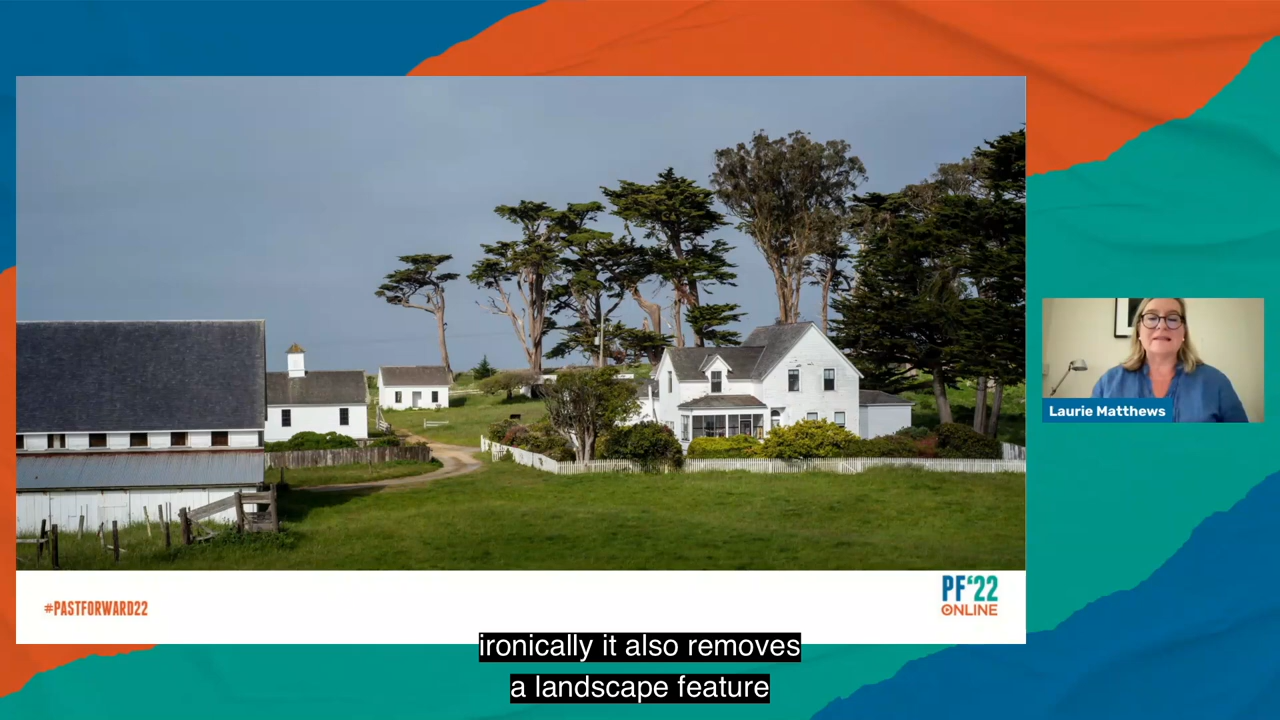 Laurie Matthews
#PASTFORWARD22
PF‘22
ONLINE
ironically it also removes
a landscape feature